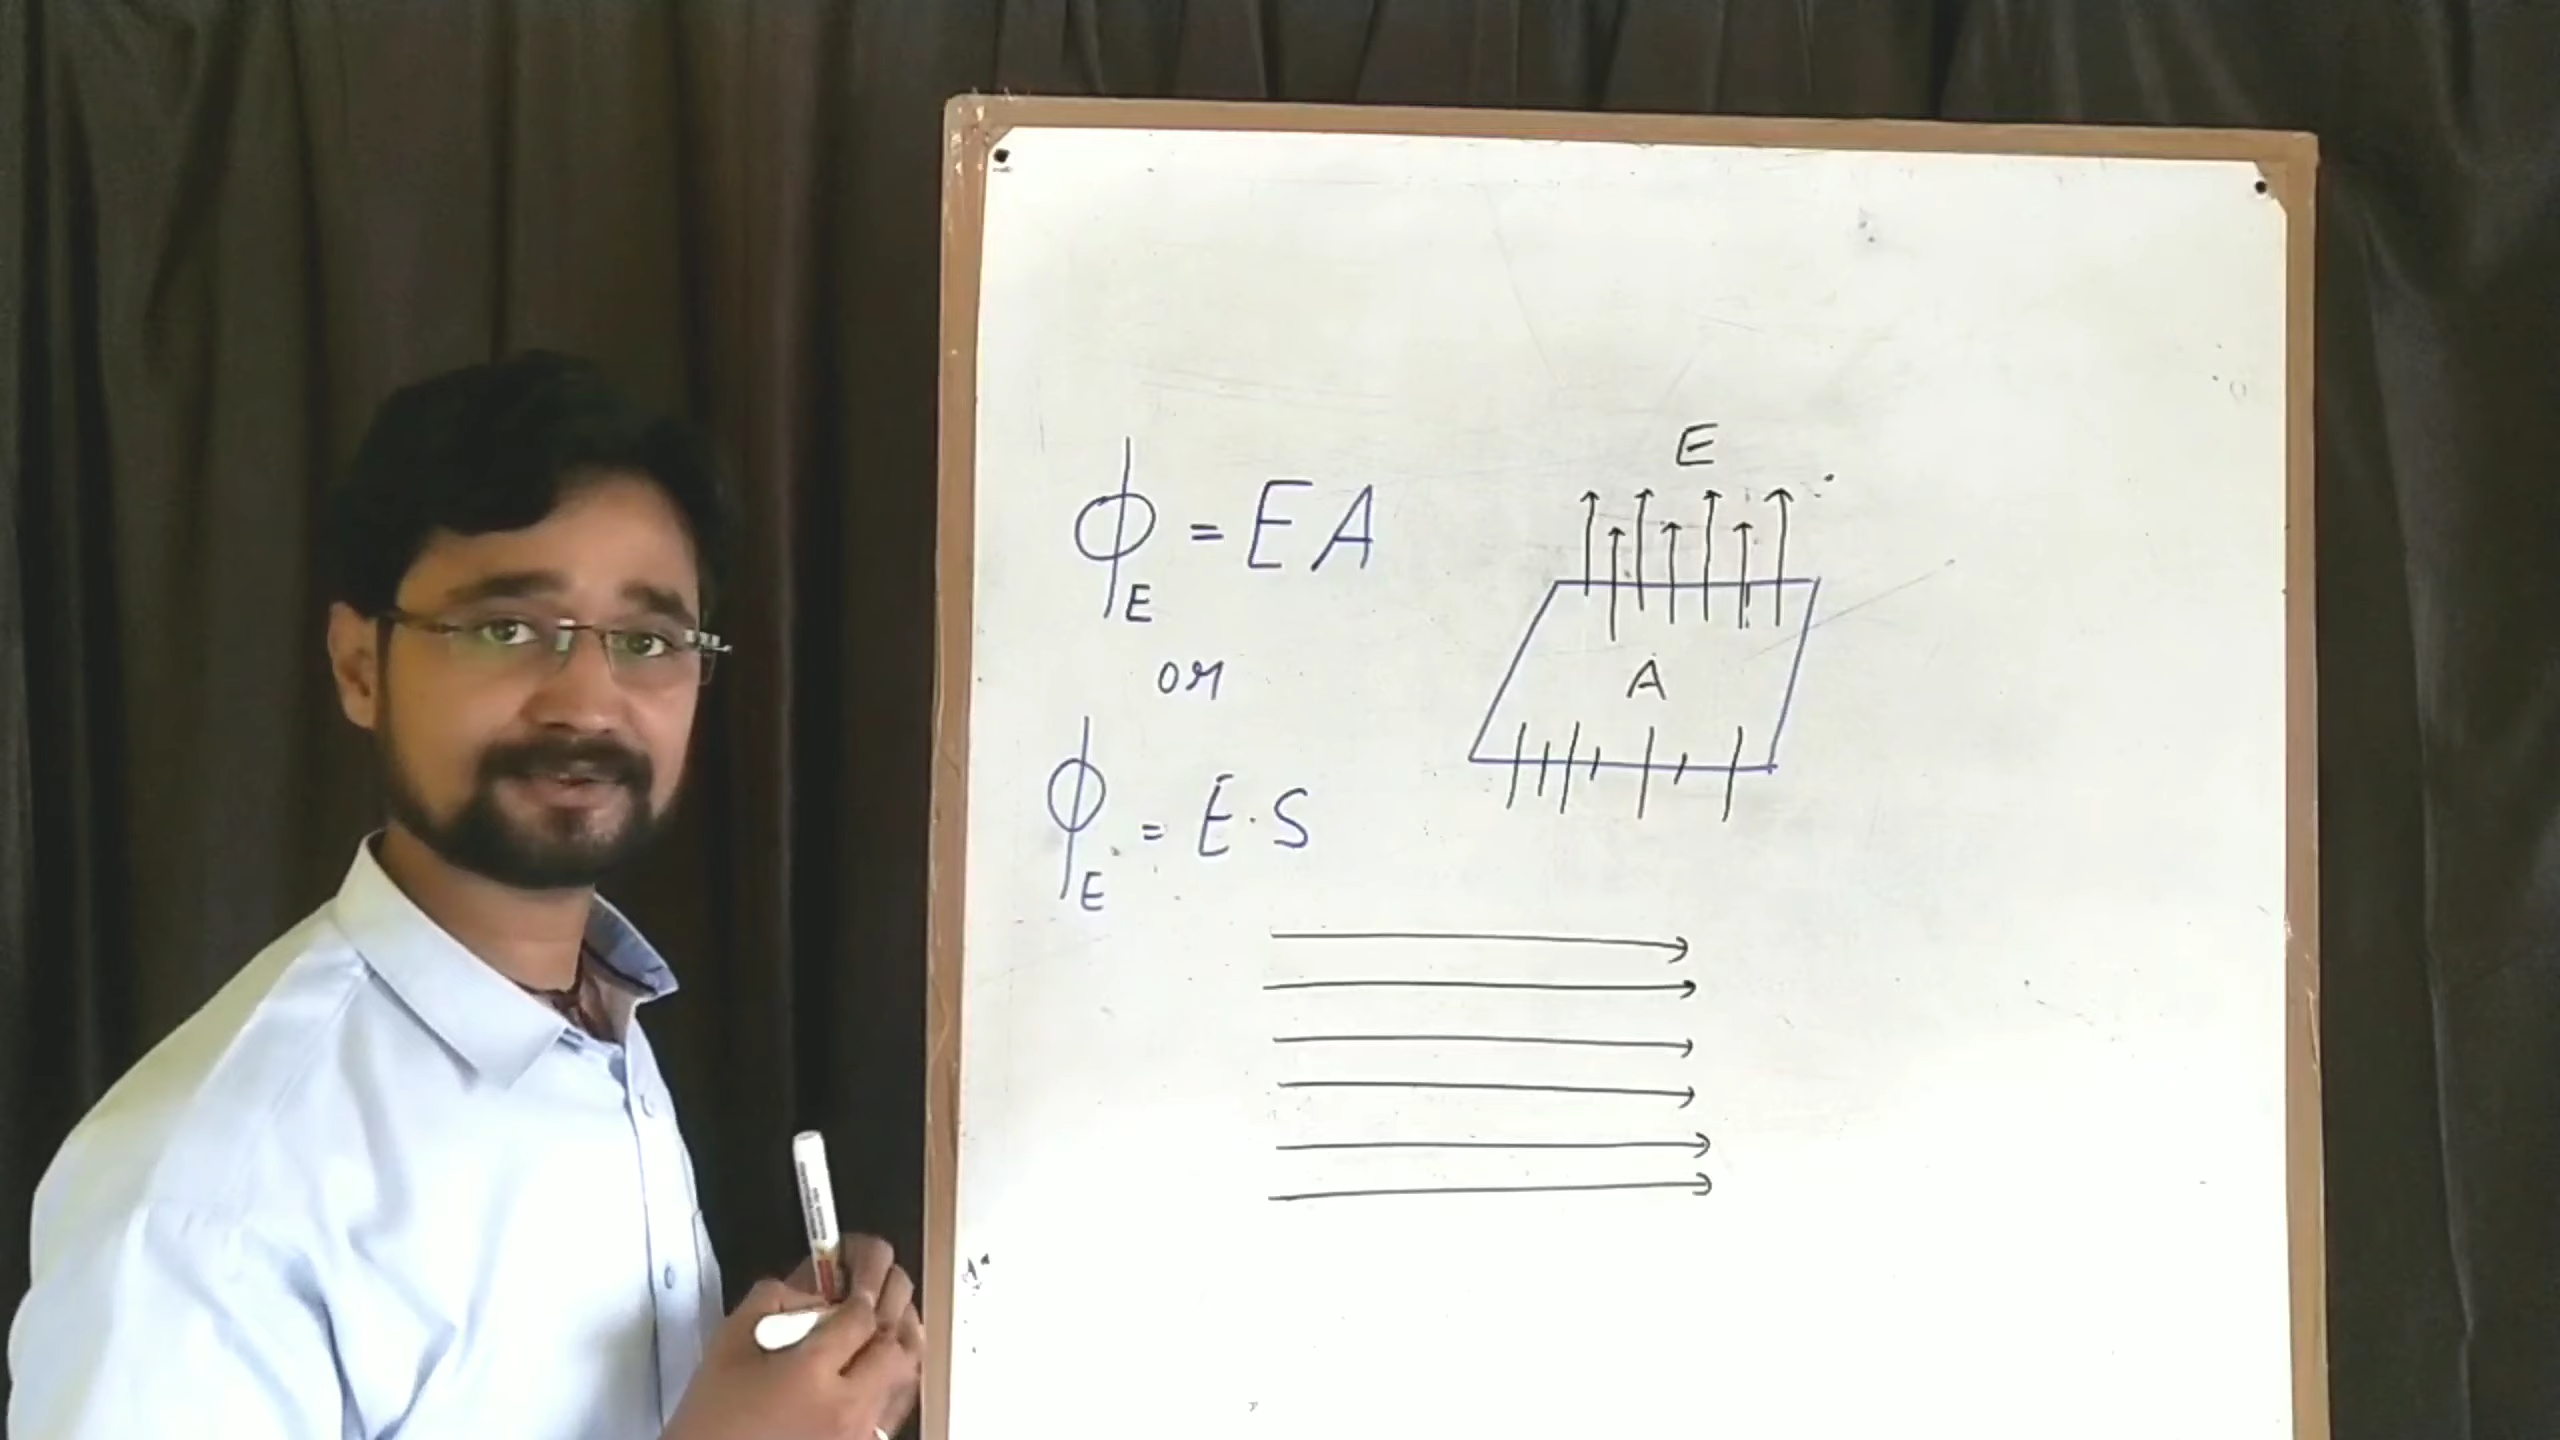 ϕE = EA
or
ϕE = E·S
E
A